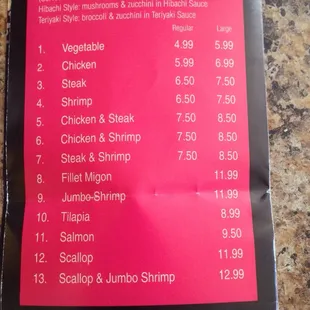 Hibachi Style: mushrooms & zucchini in Hibachi Sauce
Teriyaki Style: broccoli & zucchini in Teriyaki Sauce
Regular Large
1. Vegetable 4.99 5.99
2. Chicken 5.99 6.99
3. Steak 6.50 7.50
4. Shrimp 6.50 7.50
5. Chicken & Steak 7.50 8.50
6. Chicken & Shrimp 7.50 8.50
7. Steak & Shrimp 7.50 8.50
8. Fillet Migon 11.99
9. Jumbo Shrimp 11.99
10. Tilapia 8.99
11. Salmon 9.50
12. Scallop 11.99
13. Scallop & Jumbo Shrimp 12.99